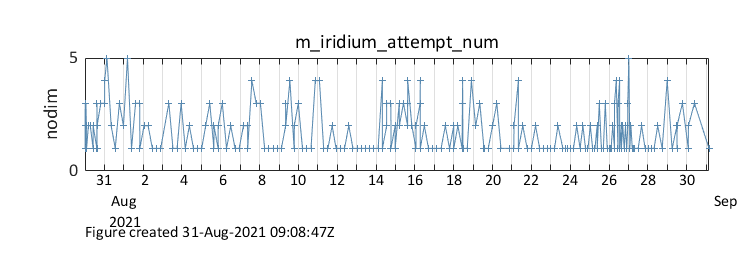 m_iridium_attempt_num
5
nodim
0
31 2 4 6 8 10 12 14 16 18 20 22 24 26 28 30
Aug Sep
2021
Figure created 31-Aug-2021 09:08:47Z